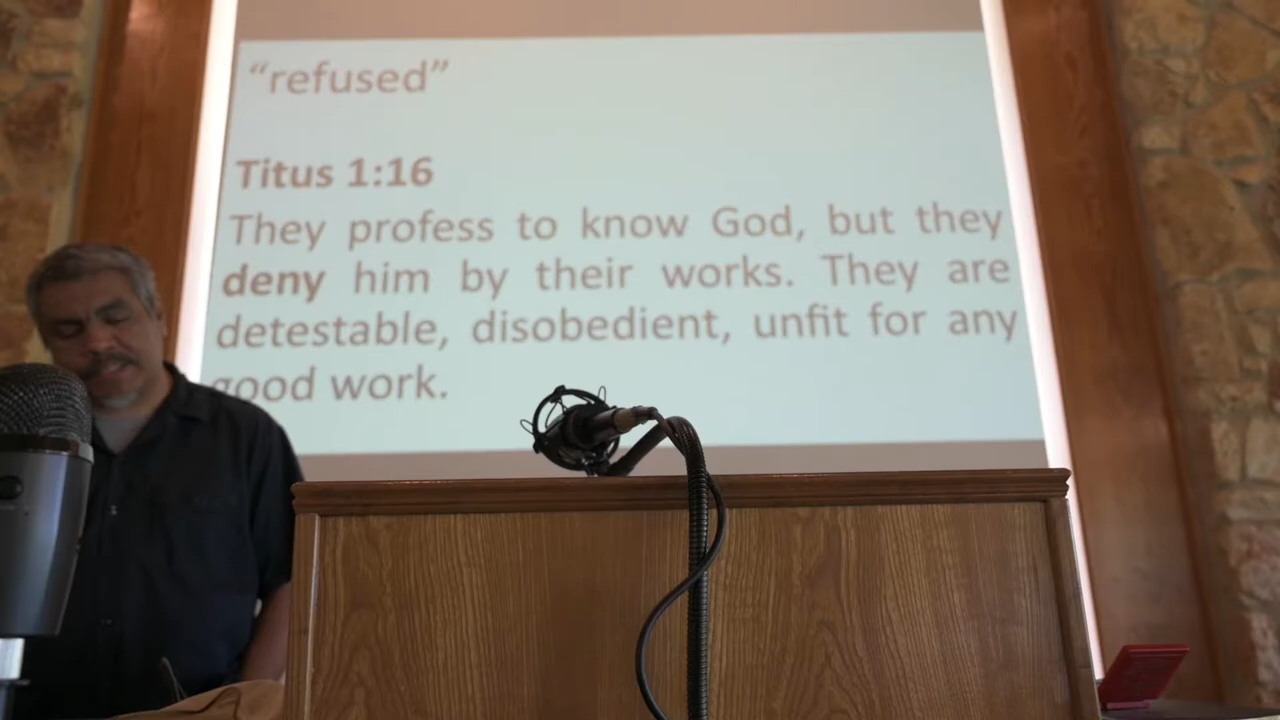 “refused”
Titus 1:16
They profess to know God, but they
deny him by their works. They are
detestable, disobedient, unfit for any
good work.